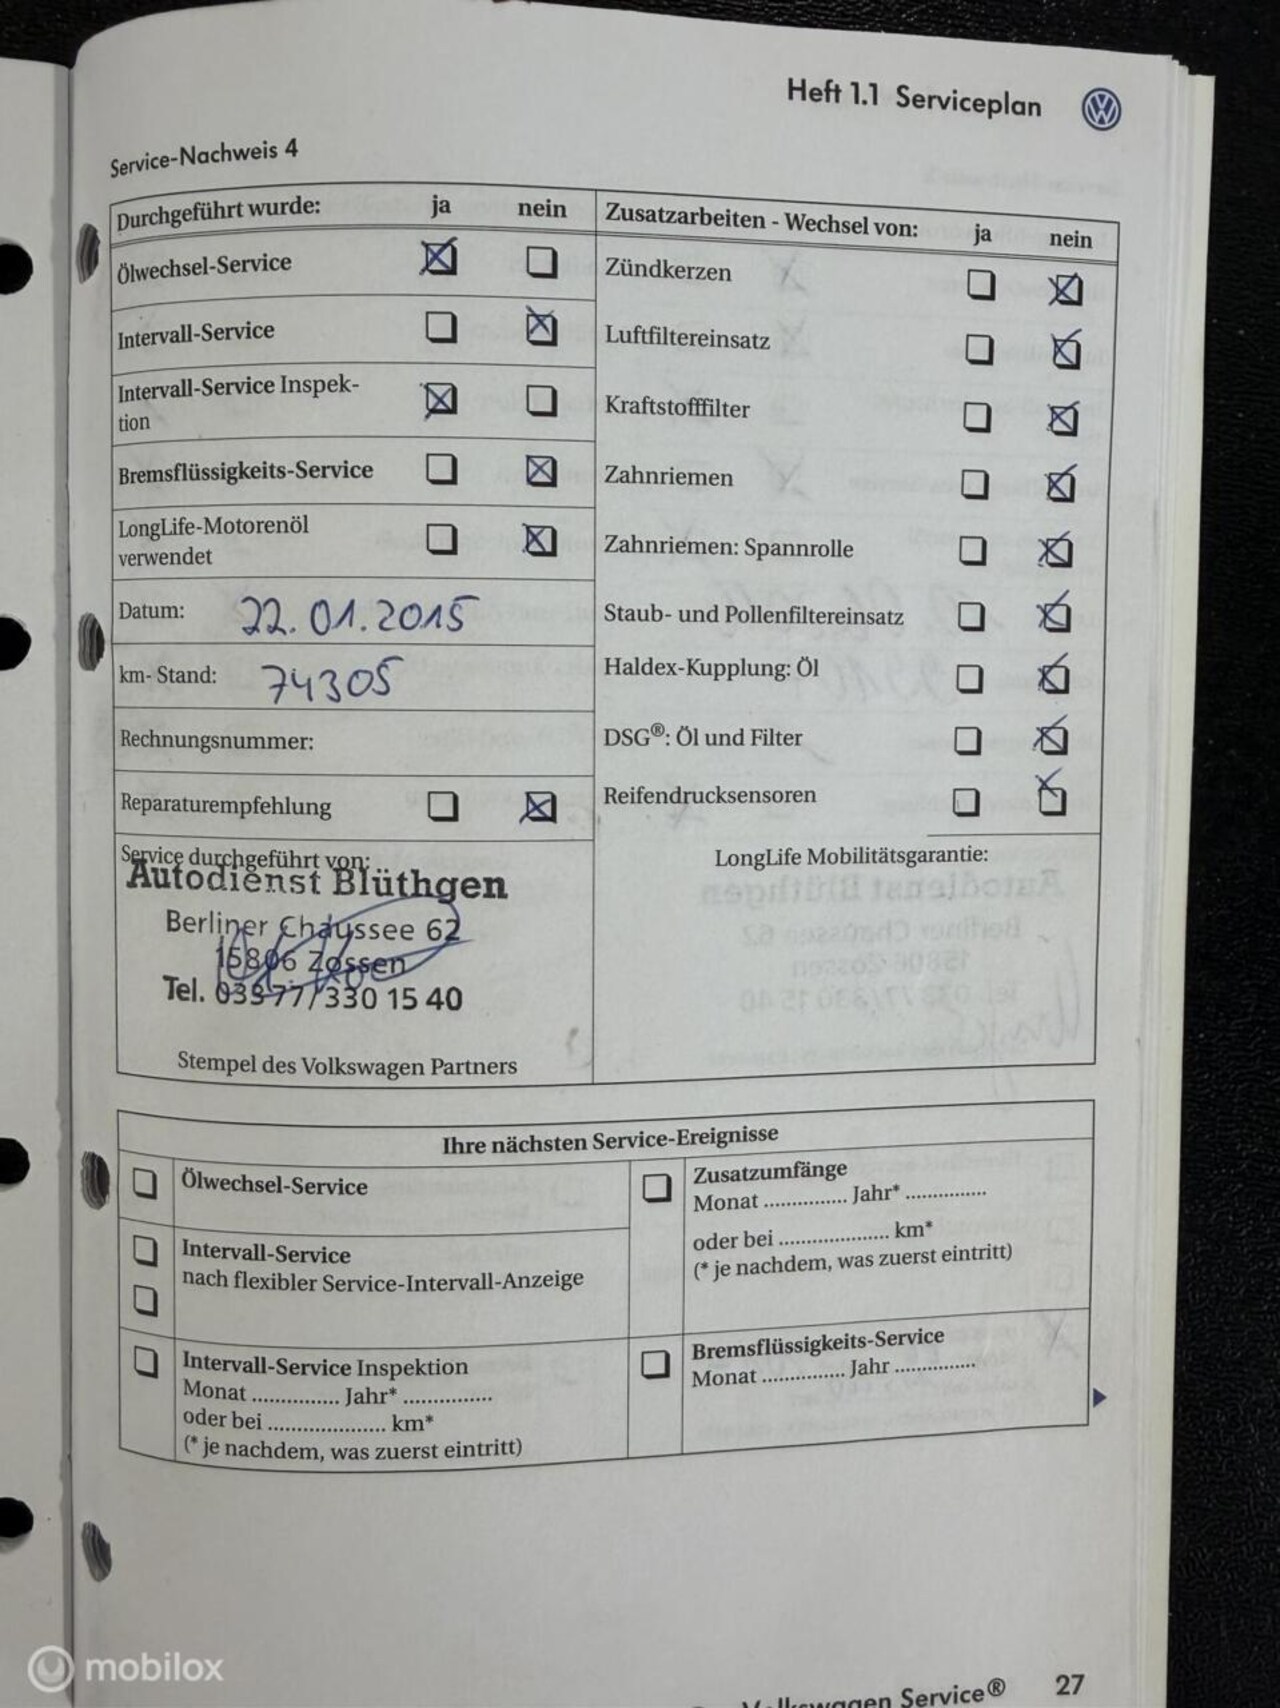 Heft 1.1 Serviceplan
Service-Nachweis 4
Durchgeführt wurde: ja nein
Ölwechsel-Service
Intervall-Service
Intervall-Service Inspek-
tion
Bremsflüssigkeits-Service
LongLife-Motorenöl
verwendet
Datum: 22.01.2015
km- Stand: 74305
Rechnungsnummer:
Reparaturempfehlung
Service durchgeführt von:
Autodienst Blüthgen
Berliner Chaussee 62
15806 Zossen
Tel. 03377/330 15 40
Stempel des Volkswagen Partners
Zusatzarbeiten - Wechsel von: ja nein
Zündkerzen
Luftfiltereinsatz
Kraftstofffilter
Zahnriemen
Zahnriemen: Spannrolle
Staub- und Pollenfiltereinsatz
Haldex-Kupplung: Öl
DSG®: Öl und Filter
Reifendrucksensoren
LongLife Mobilitätsgarantie:
Ihre nächsten Service-Ereignisse
Ölwechsel-Service
Intervall-Service
nach flexibler Service-Intervall-Anzeige
Intervall-Service Inspektion
Monat ................ Jahr* ................
oder bei ..................... km*
(* je nachdem, was zuerst eintritt)
Zusatzumfänge
Monat ............... Jahr* ...............
oder bei .................... km*
(* je nachdem, was zuerst eintritt)
Bremsflüssigkeits-Service
Monat ............... Jahr ...............
Volkswagen Service® 27
mobilox